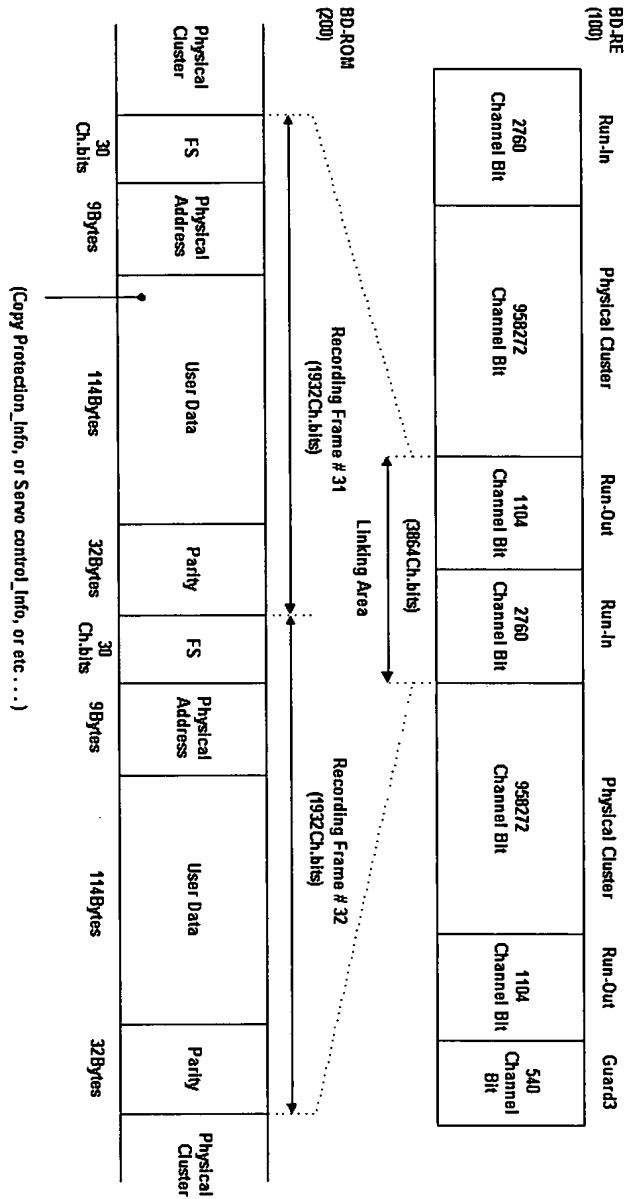 BD-RE
(100)
Run-In
Physical Cluster
Run-Out
Run-In
Physical Cluster
Run-Out
Guard3
2760
Channel Bit
958272
Channel Bit
1104
Channel Bit
2760
Channel Bit
958272
Channel Bit
1104
Channel Bit
540
Channel
Bit
(3864Ch.bits)
Linking Area
BD-ROM
(200)
Recording Frame # 31
(1932Ch.bits)
Recording Frame # 32
(1932Ch.bits)
Physical
Cluster
FS
Physical
Address
User Data
Parity
FS
Physical
Address
User Data
Parity
Physical
Cluster
30
Ch.bits
9Bytes
114Bytes
32Bytes
30
Ch.bits
9Bytes
114Bytes
32Bytes
(Copy Protection_Info, or Servo control_Info, or etc . . .)